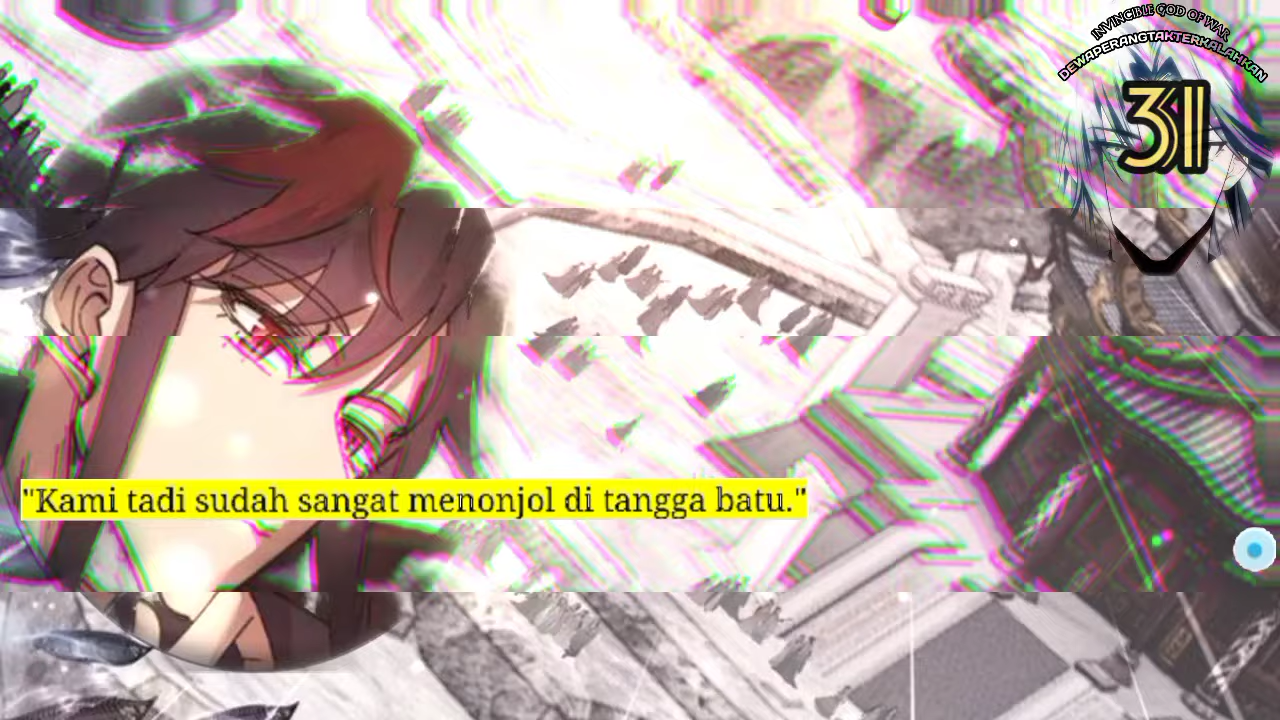 INVINCIBLE GOD OF WAR
DEWAPERANGTAKTERKALAHKAN
31
"Kami tadi sudah sangat menonjol di tangga batu."